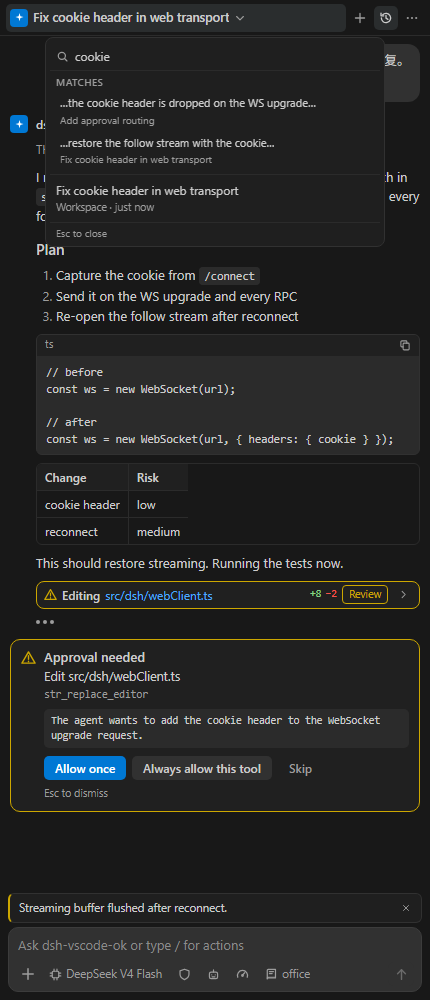 Fix cookie header in web transport
cookie
复。
MATCHES
...the cookie header is dropped on the WS upgrade...
Add approval routing
...restore the follow stream with the cookie...
Fix cookie header in web transport
Fix cookie header in web transport
Workspace · just now
Esc to close
every
Plan
1. Capture the cookie from /connect
2. Send it on the WS upgrade and every RPC
3. Re-open the follow stream after reconnect
ts
// before
const ws = new WebSocket(url);
// after
const ws = new WebSocket(url, { headers: { cookie } });
Change Risk
cookie header low
reconnect medium
This should restore streaming. Running the tests now.
Editing src/dsh/webClient.ts +8 −2 Review
Approval needed
Edit src/dsh/webClient.ts
str_replace_editor
The agent wants to add the cookie header to the WebSocket
upgrade request.
Allow once Always allow this tool Skip
Esc to dismiss
Streaming buffer flushed after reconnect.
Ask dsh-vscode-ok or type / for actions
DeepSeek V4 Flash office